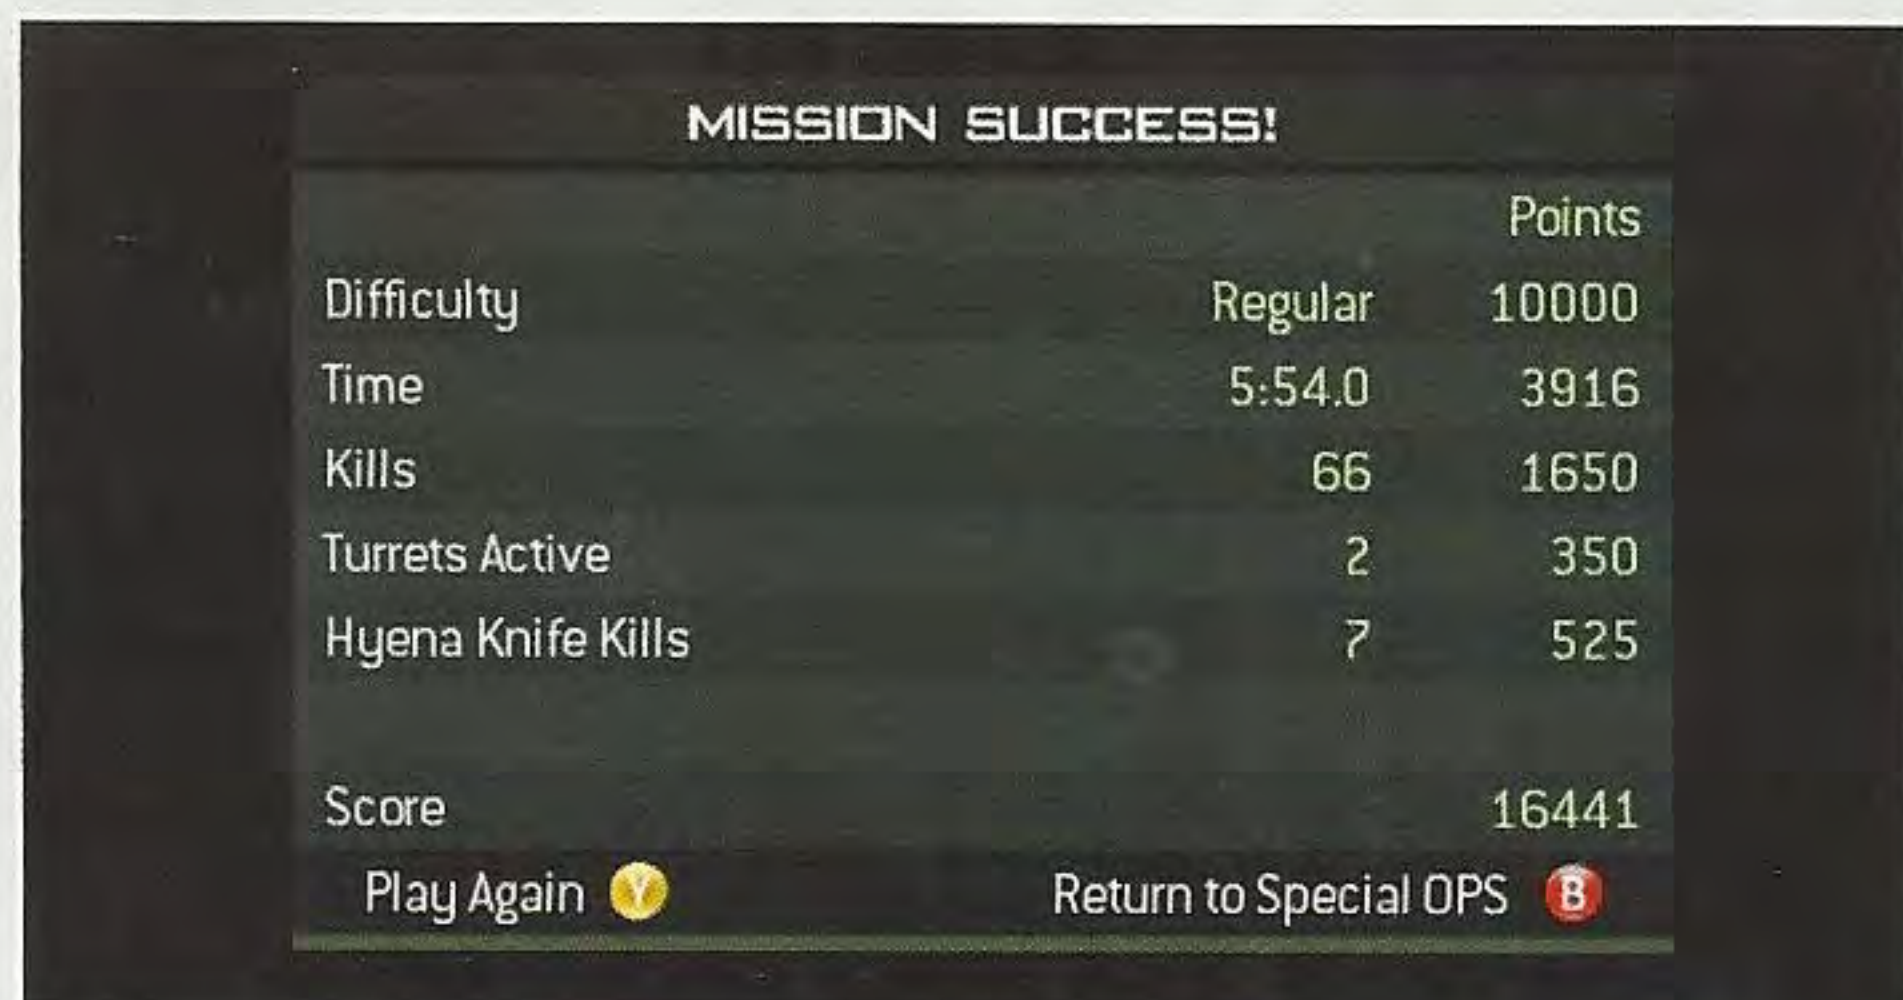 MISSION SUCCESS!
Points
Difficulty Regular 10000
Time 5:54.0 3916
Kills 66 1650
Turrets Active 2 350
Hyena Knife Kills 7 525
Score 16441
Play Again Y Return to Special OPS B